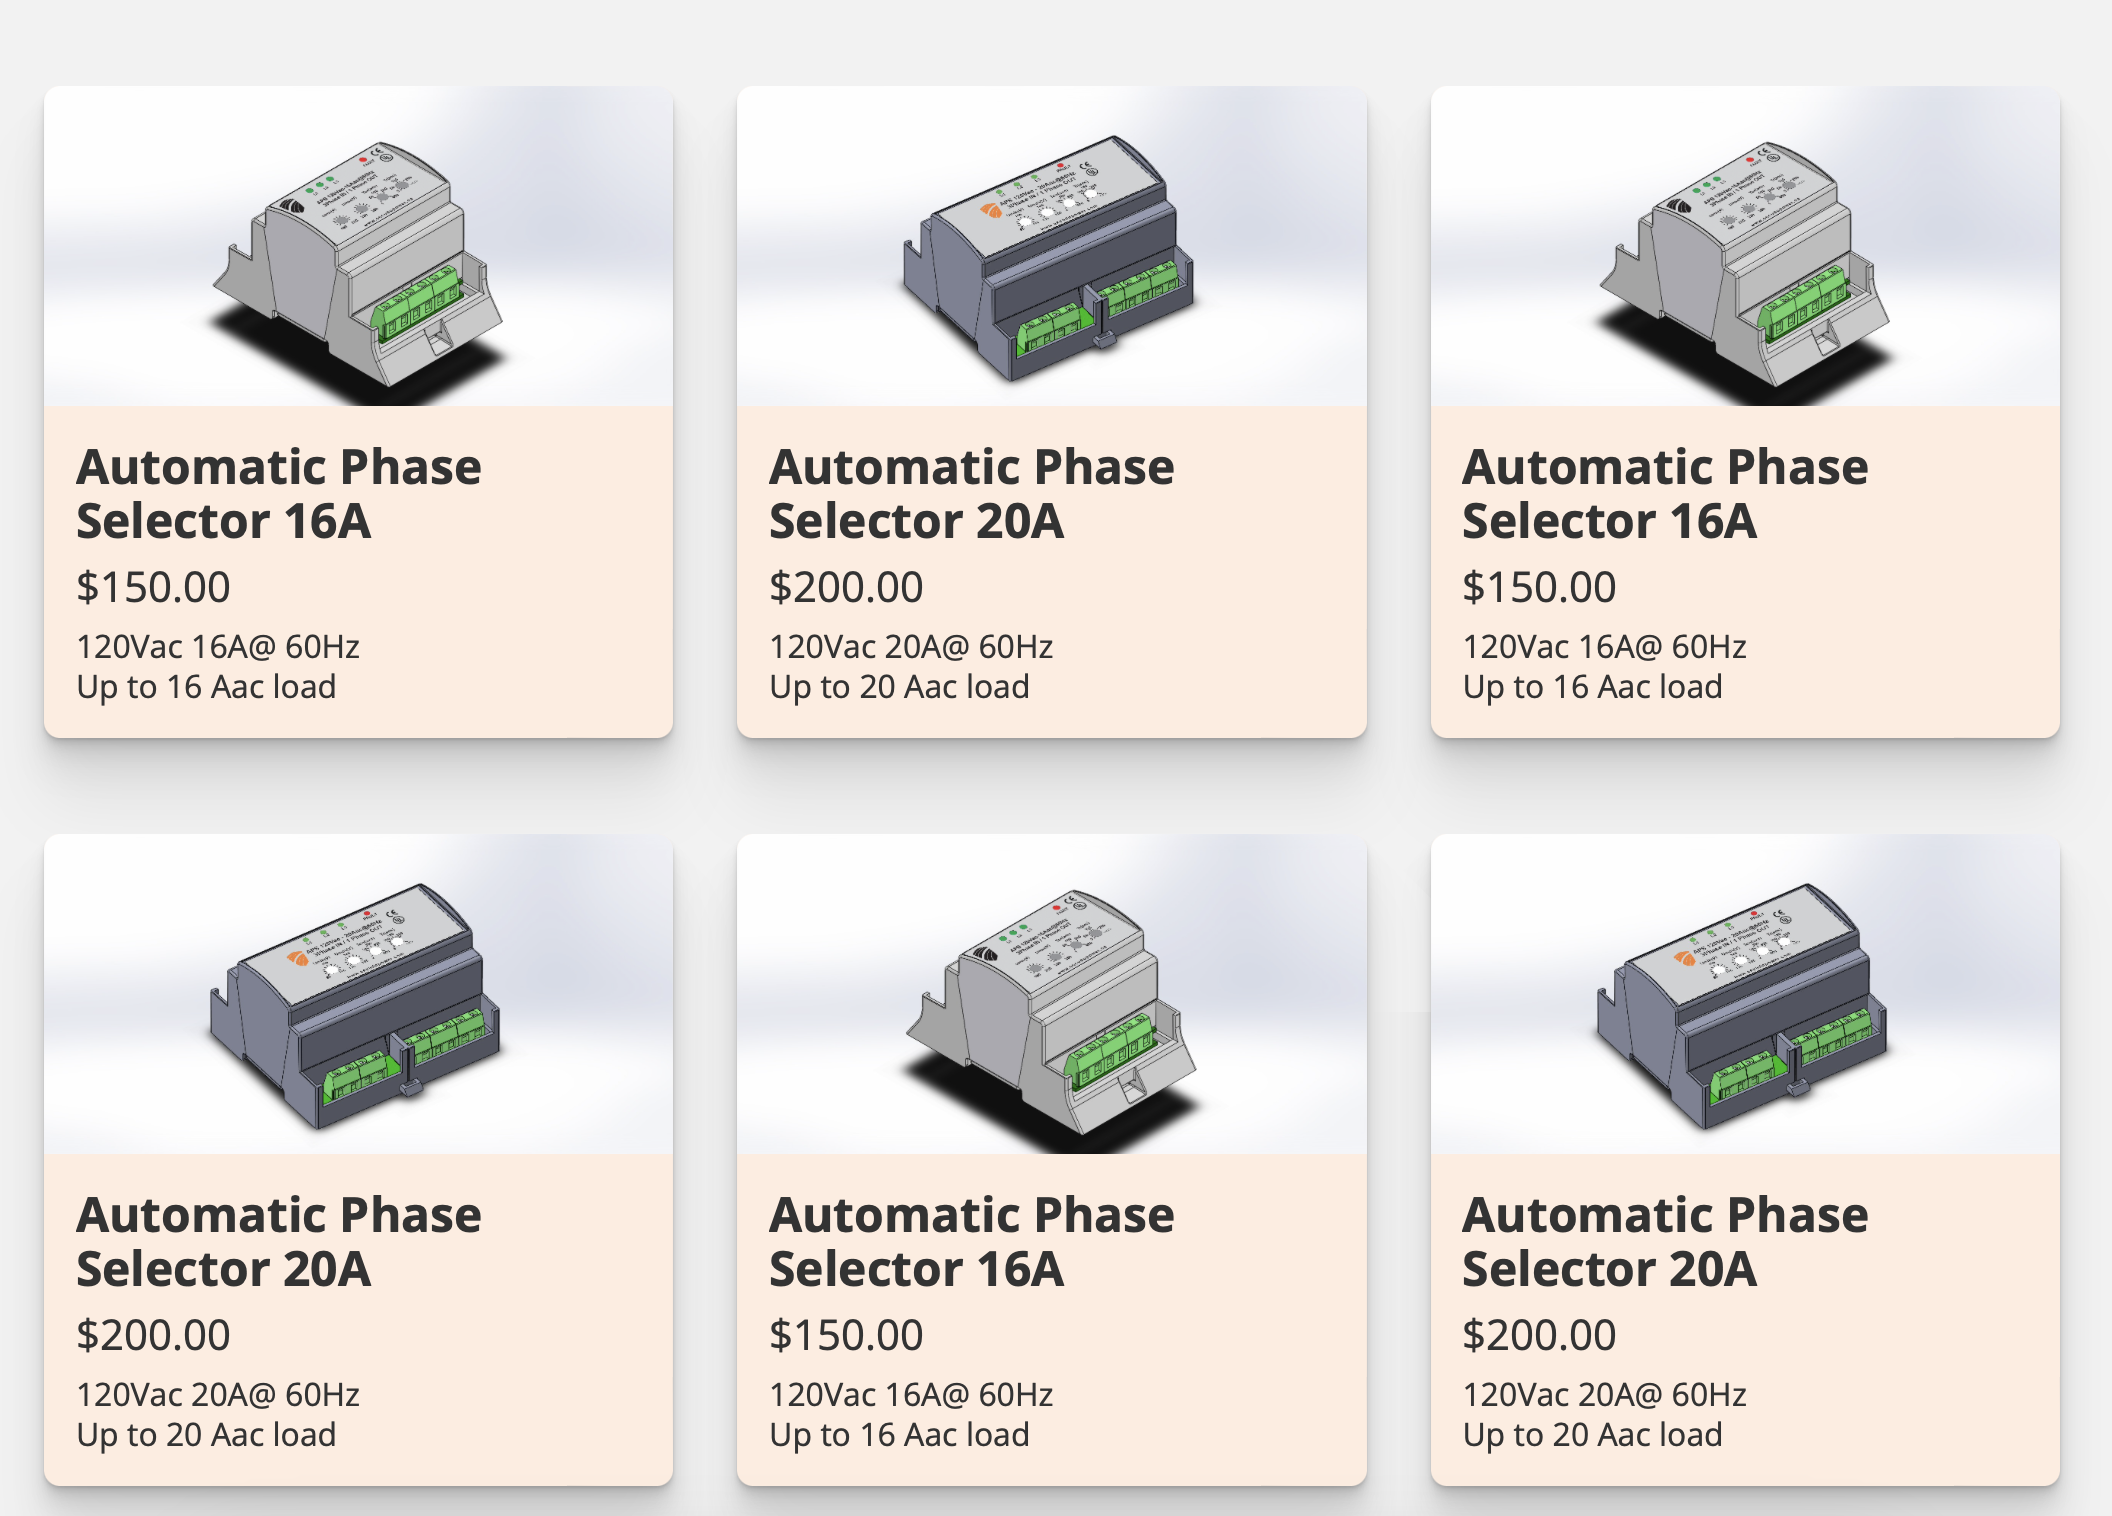 Automatic Phase
Selector 16A
$150.00
120Vac 16A@ 60Hz
Up to 16 Aac load
Automatic Phase
Selector 20A
$200.00
120Vac 20A@ 60Hz
Up to 20 Aac load
Automatic Phase
Selector 16A
$150.00
120Vac 16A@ 60Hz
Up to 16 Aac load
Automatic Phase
Selector 20A
$200.00
120Vac 20A@ 60Hz
Up to 20 Aac load
Automatic Phase
Selector 16A
$150.00
120Vac 16A@ 60Hz
Up to 16 Aac load
Automatic Phase
Selector 20A
$200.00
120Vac 20A@ 60Hz
Up to 20 Aac load